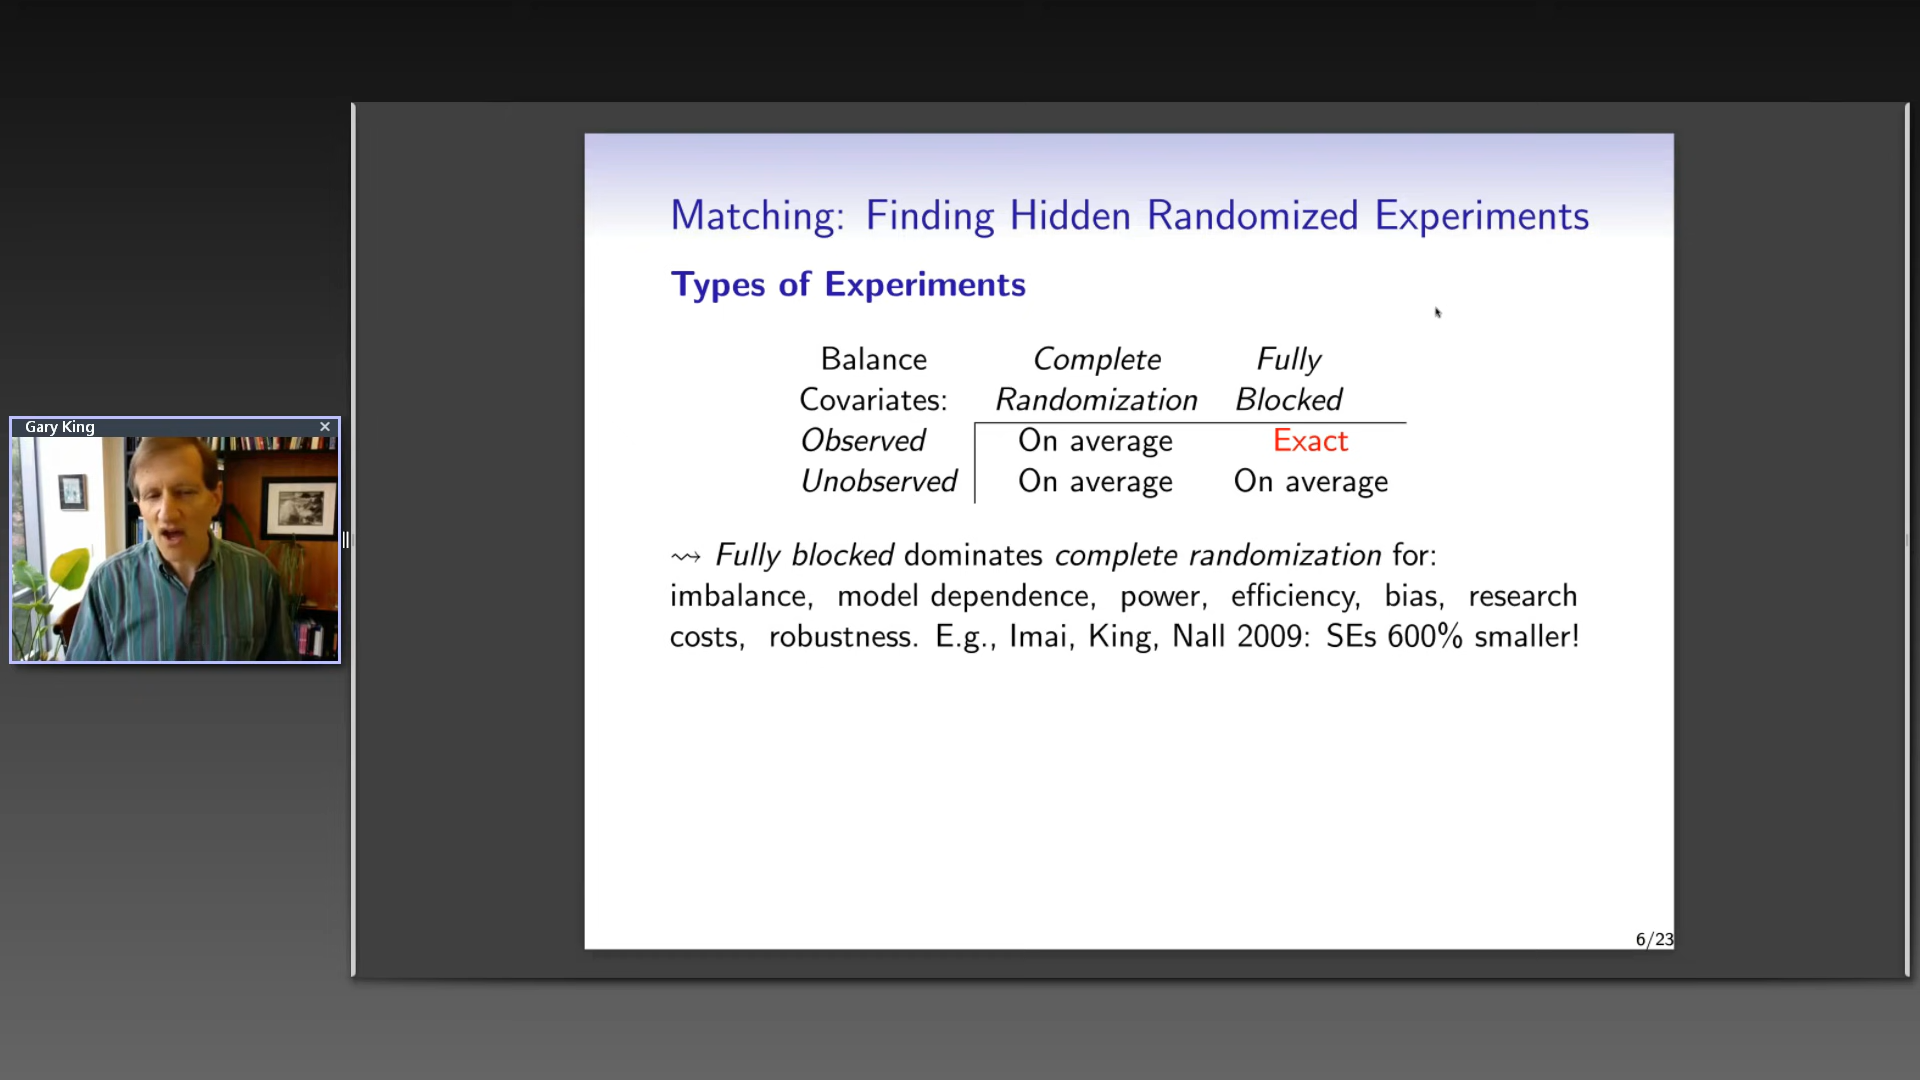 Gary King
Matching: Finding Hidden Randomized Experiments
Types of Experiments
Balance Complete Fully
Covariates: Randomization Blocked
Observed On average Exact
Unobserved On average On average
⇝ Fully blocked dominates complete randomization for:
imbalance, model dependence, power, efficiency, bias, research
costs, robustness. E.g., Imai, King, Nall 2009: SEs 600% smaller!
6/23